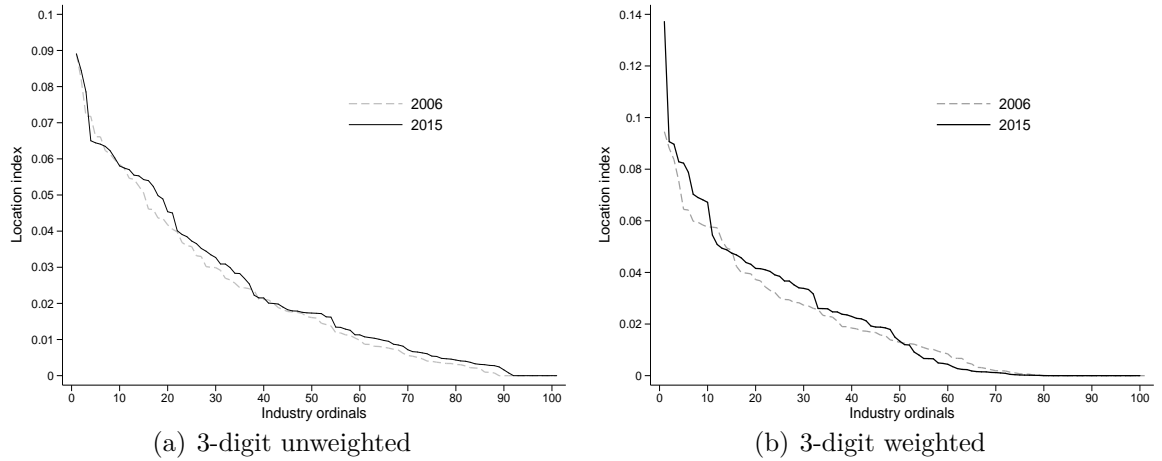 0.1
0.09
0.08
0.07
0.06
0.05
0.04
0.03
0.02
0.01
0
Location index
2006
2015
0 10 20 30 40 50 60 70 80 90 100
Industry ordinals
(a) 3-digit unweighted
0.14
0.12
0.1
0.08
0.06
0.04
0.02
0
Location index
2006
2015
0 10 20 30 40 50 60 70 80 90 100
Industry ordinals
(b) 3-digit weighted